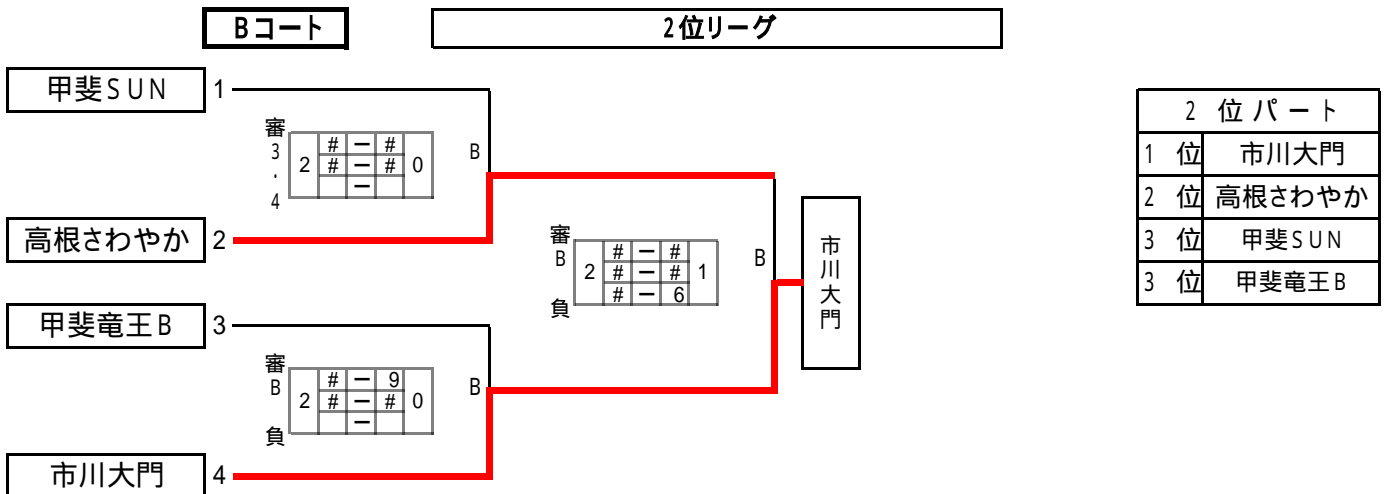 Bコート
2位リーグ
甲斐SUN 1
審
3
・
4
# ー #
2 # ー # 0
ー
B
高根さわやか 2
甲斐竜王B 3
審
B
負
# ー 9
2 # ー # 0
ー
B
市川大門 4
審
B
負
# ー #
2 # ー # 1
# ー 6
B
市川大門
2 位 パ ー ト
1 位 市川大門
2 位 高根さわやか
3 位 甲斐SUN
3 位 甲斐竜王B